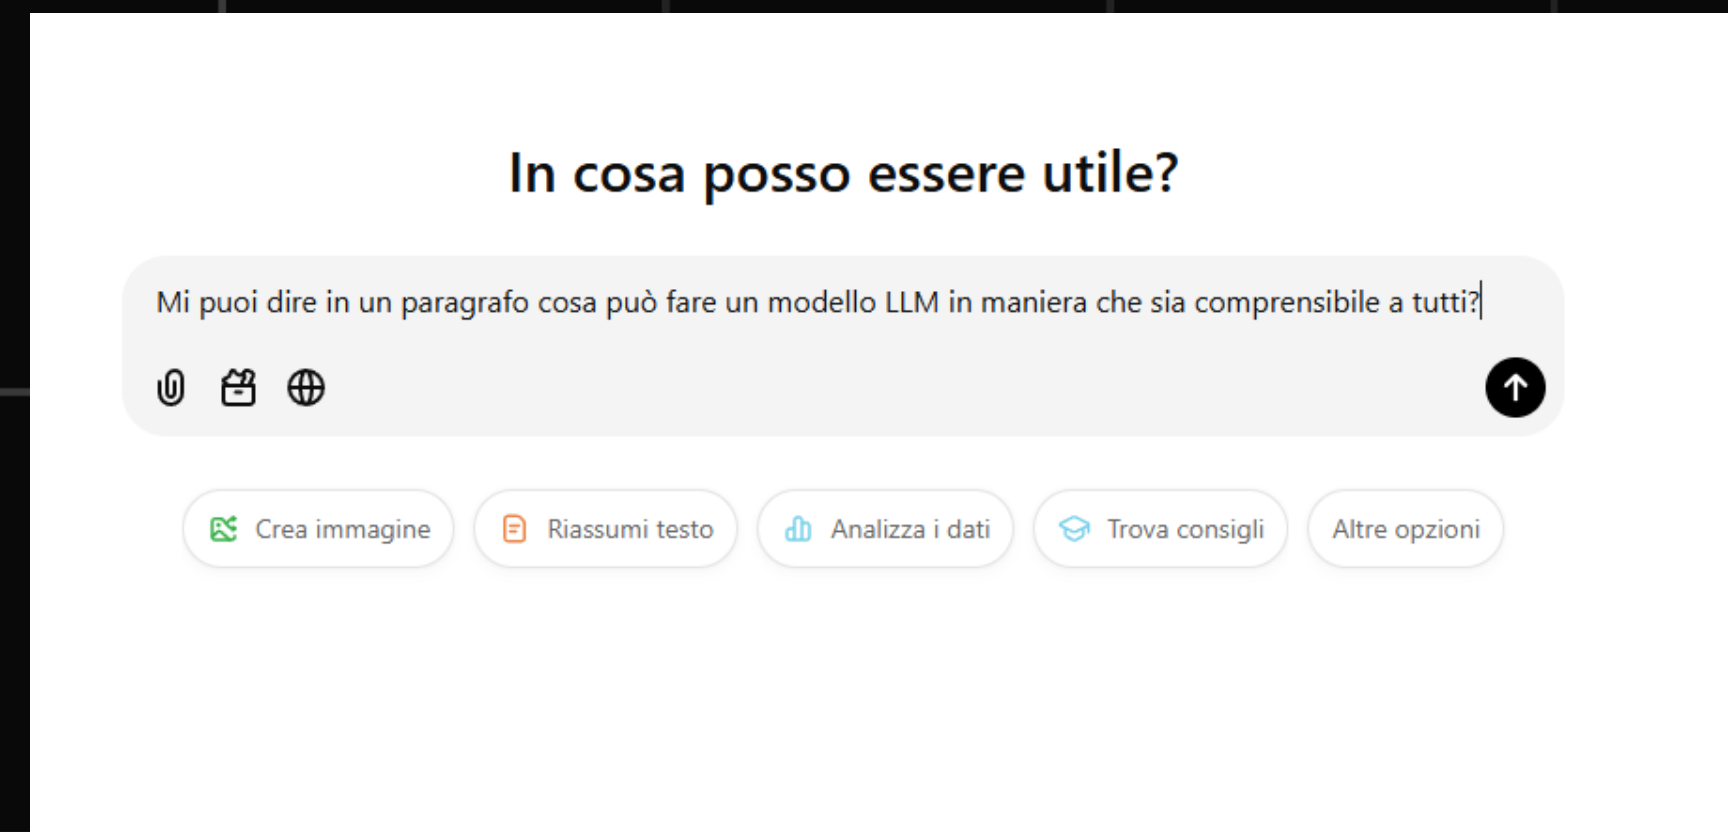 In cosa posso essere utile?
Mi puoi dire in un paragrafo cosa può fare un modello LLM in maniera che sia comprensibile a tutti?
Crea immagine
Riassumi testo
Analizza i dati
Trova consigli
Altre opzioni